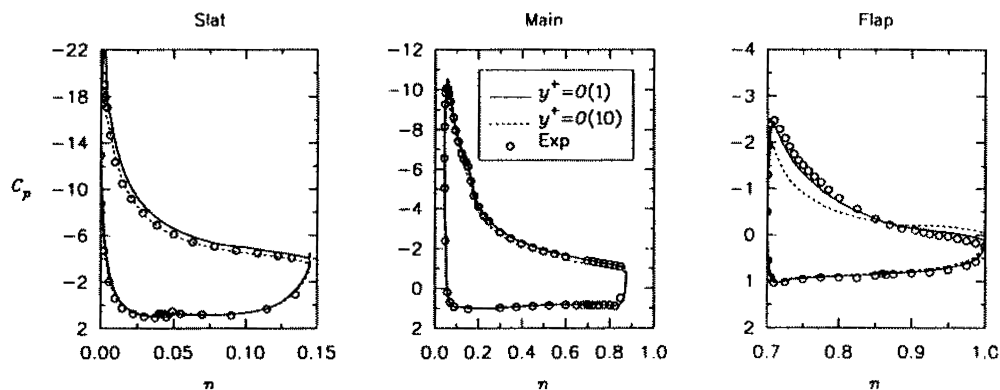 Slat
-22
-18
-14
-10
-6
-2
2
C_p
0.00 0.05 0.10 0.15
η
Main
-12
-10
-8
-6
-4
-2
0
2
0.0 0.2 0.4 0.6 0.8 1.0
η
y⁺=O(1)
y⁺=O(10)
Exp
Flap
-4
-3
-2
-1
0
1
2
0.7 0.8 0.9 1.0
η